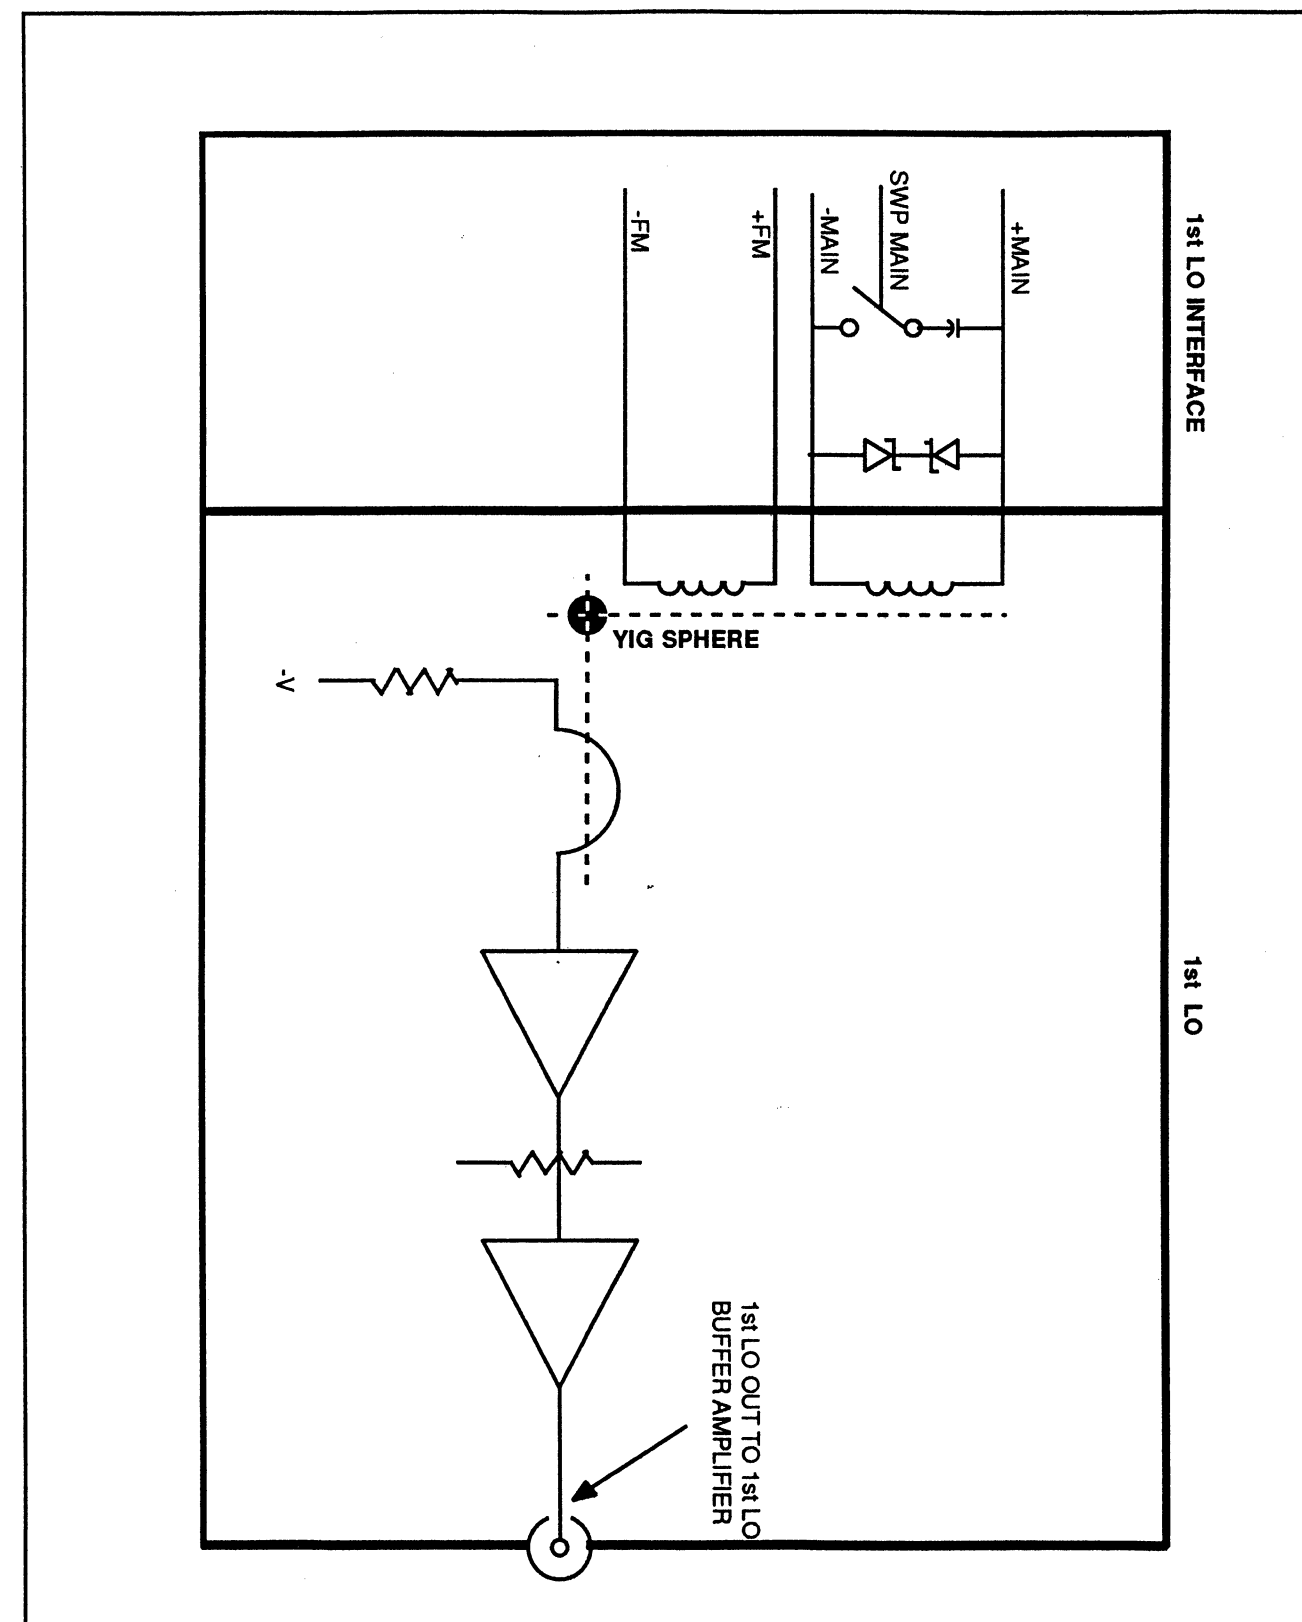 1st LO INTERFACE
+MAIN
SWP MAIN
-MAIN
+FM
-FM
YIG SPHERE
-V
1st LO
1st LO OUT TO 1st LO
BUFFER AMPLIFIER